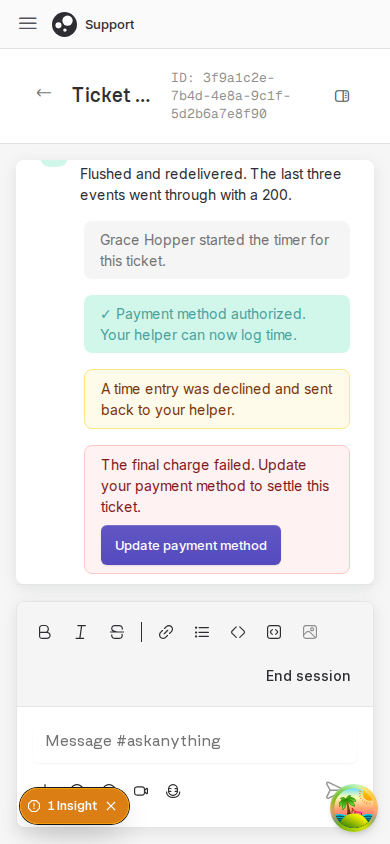 Support
Ticket ...
ID: 3f9a1c2e-
7b4d-4e8a-9c1f-
5d2b6a7e8f90
Flushed and redelivered. The last three
events went through with a 200.
Grace Hopper started the timer for
this ticket.
✓ Payment method authorized.
Your helper can now log time.
A time entry was declined and sent
back to your helper.
The final charge failed. Update
your payment method to settle this
ticket.
Update payment method
End session
Message #askanything
1 Insight